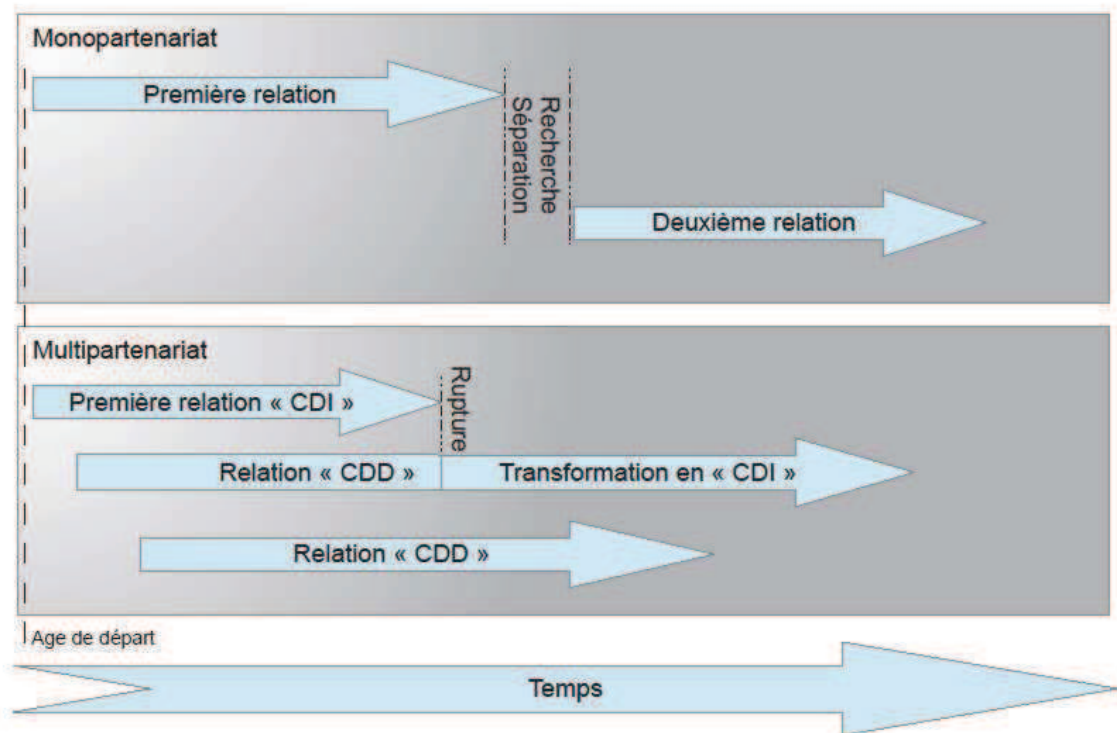 Monopartenariat
Première relation
Recherche
Séparation
Deuxième relation
Multipartenariat
Première relation « CDI »
Rupture
Relation « CDD »
Transformation en « CDI »
Relation « CDD »
Age de départ
Temps